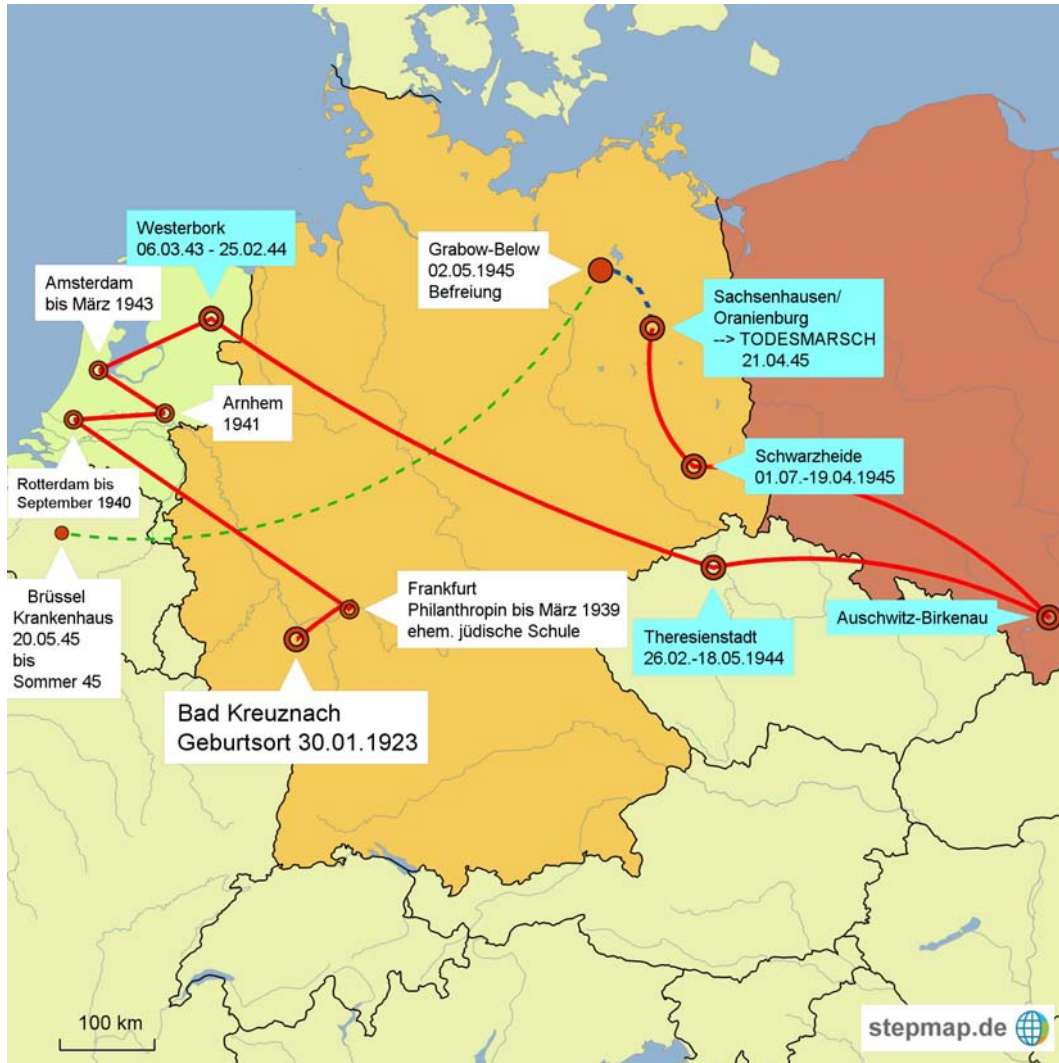 Westerbork
06.03.43 - 25.02.44
Grabow-Below
02.05.1945
Befreiung
Amsterdam
bis März 1943
Sachsenhausen/
Oranienburg
--> TODESMARSCH
21.04.45
Arnhem
1941
Schwarzheide
01.07.-19.04.1945
Rotterdam bis
September 1940
Brüssel
Krankenhaus
20.05.45
bis
Sommer 45
Frankfurt
Philanthropin bis März 1939
ehem. jüdische Schule
Theresienstadt
26.02.-18.05.1944
Auschwitz-Birkenau
Bad Kreuznach
Geburtsort 30.01.1923
100 km
stepmap.de